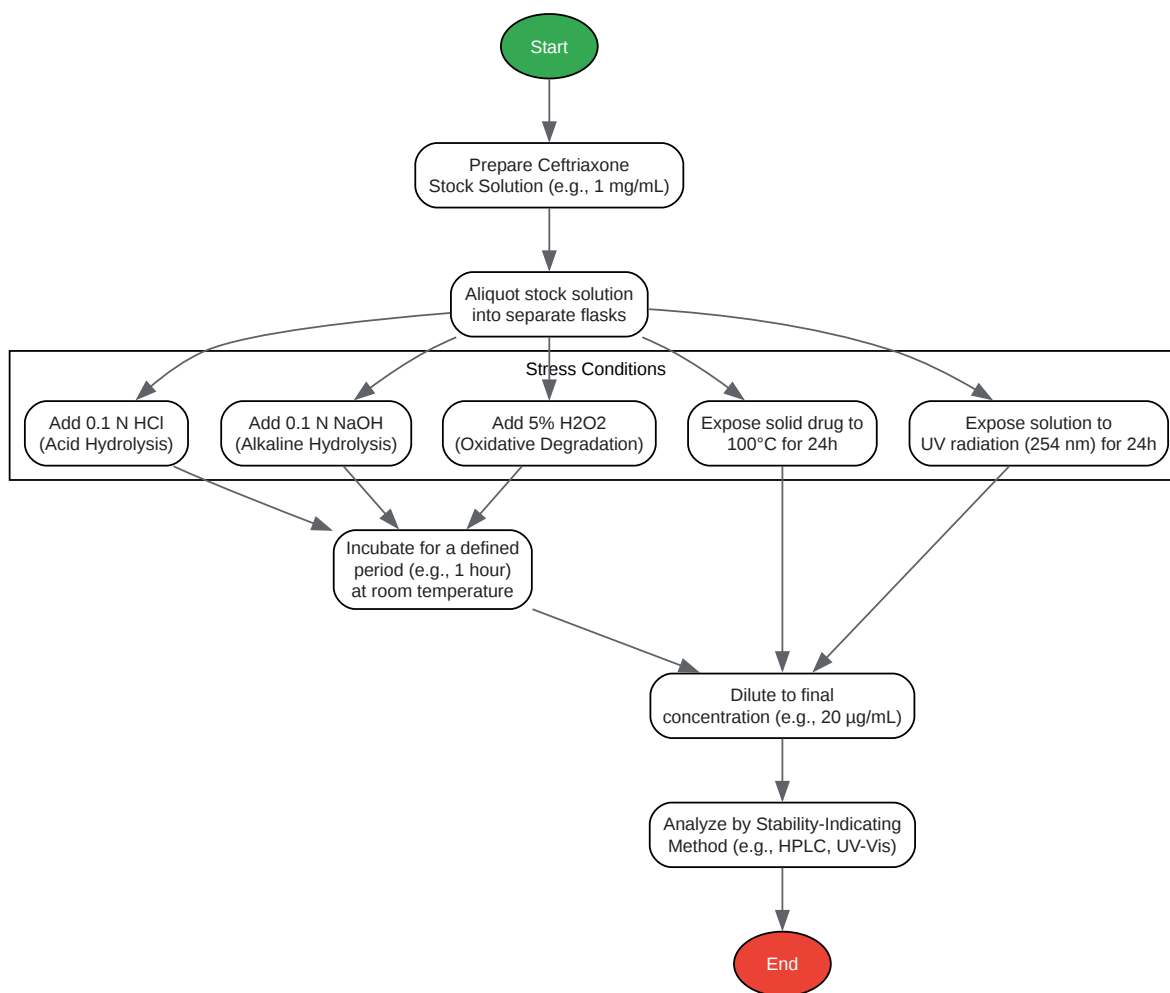 Start
Prepare Ceftriaxone
Stock Solution (e.g., 1 mg/mL)
Aliquot stock solution
into separate flasks
Stress Conditions
Add 0.1 N HCl
(Acid Hydrolysis)
Add 0.1 N NaOH
(Alkaline Hydrolysis)
Add 5% H2O2
(Oxidative Degradation)
Expose solid drug to
100°C for 24h
Expose solution to
UV radiation (254 nm) for 24h
Incubate for a defined
period (e.g., 1 hour)
at room temperature
Dilute to final
concentration (e.g., 20 µg/mL)
Analyze by Stability-Indicating
Method (e.g., HPLC, UV-Vis)
End